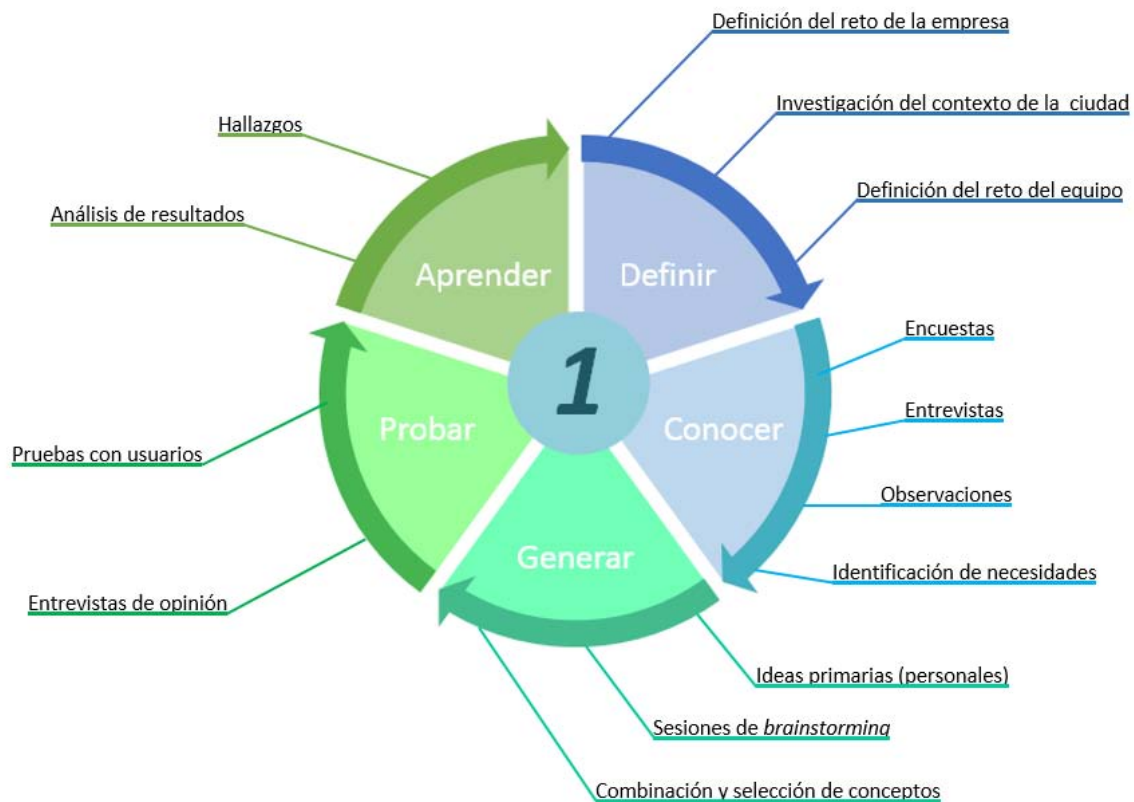 Definición del reto de la empresa
Investigación del contexto de la ciudad
Definición del reto del equipo
Hallazgos
Análisis de resultados
Aprender
Definir
1
Encuestas
Entrevistas
Observaciones
Identificación de necesidades
Probar
Conocer
Generar
Pruebas con usuarios
Entrevistas de opinión
Ideas primarias (personales)
Sesiones de brainstorming
Combinación y selección de conceptos